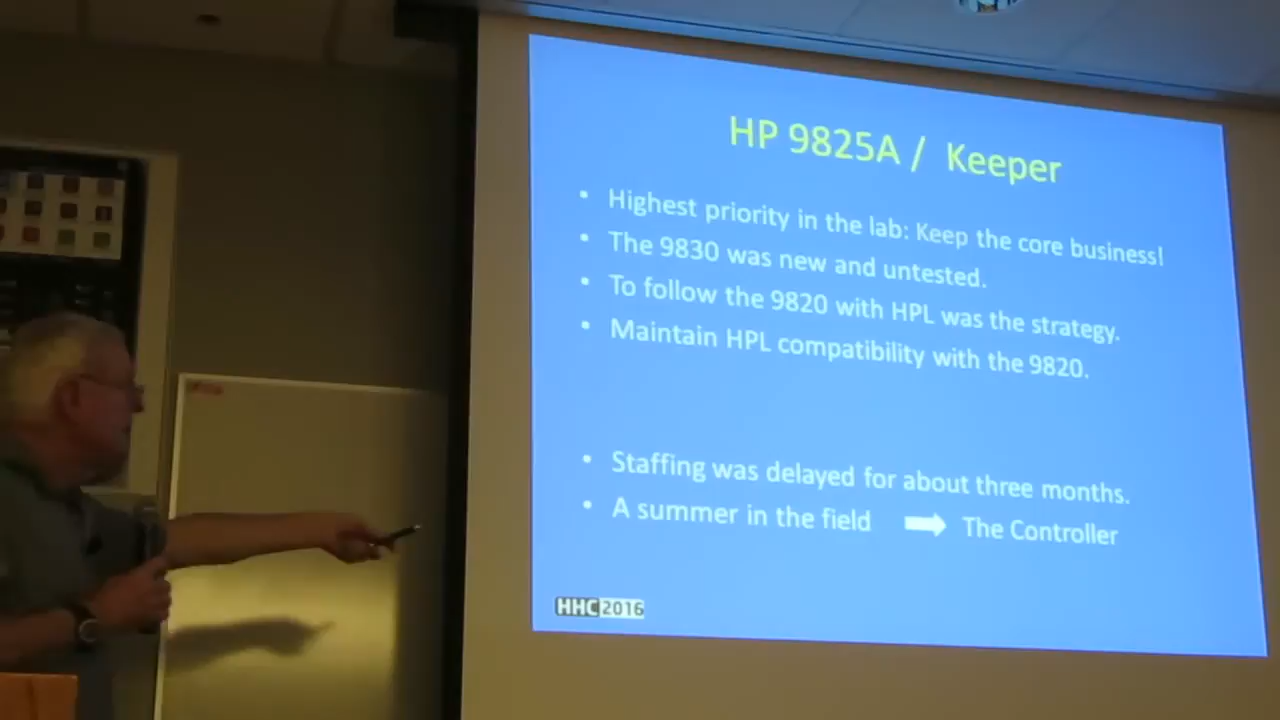 HP 9825A / Keeper
• Highest priority in the lab: Keep the core business!
• The 9830 was new and untested.
• To follow the 9820 with HPL was the strategy.
• Maintain HPL compatibility with the 9820.
• Staffing was delayed for about three months.
• A summer in the field ➡ The Controller
HHC 2016